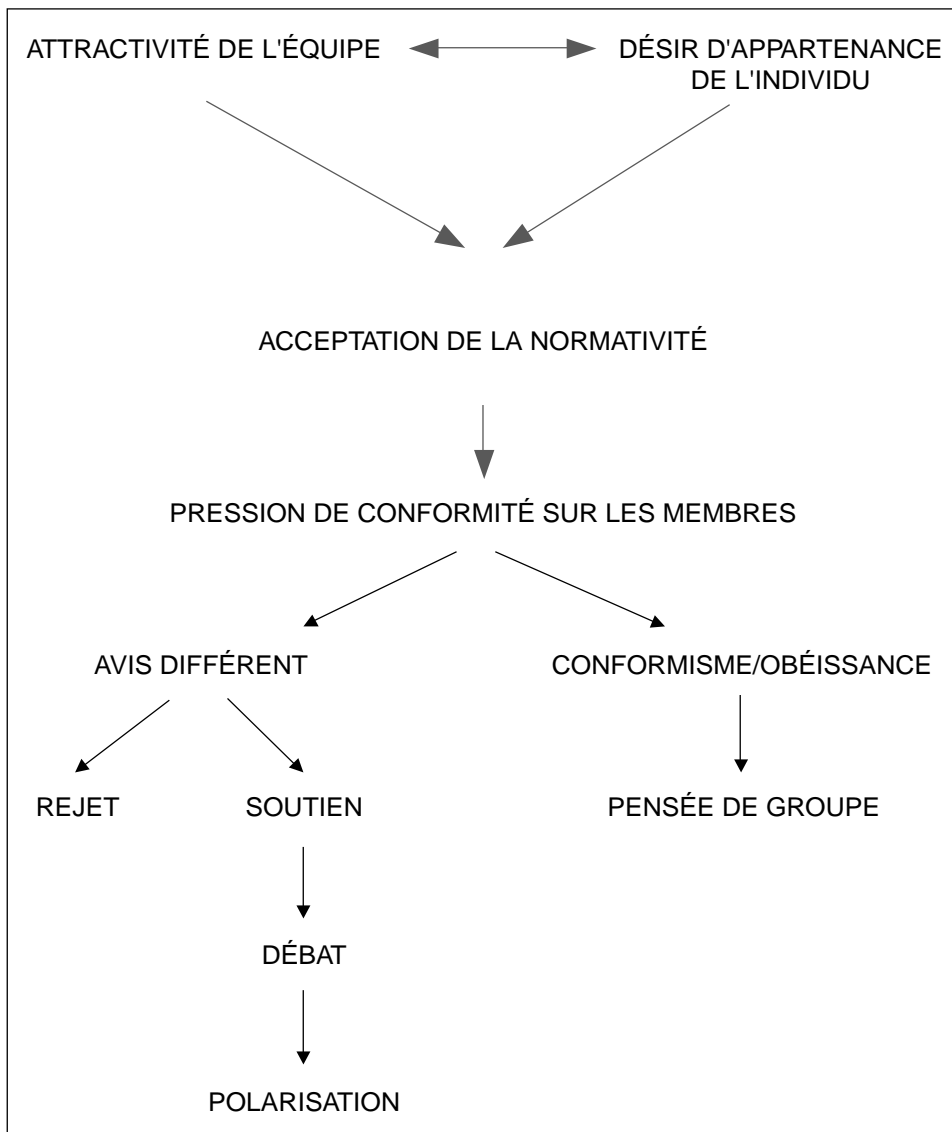 ATTRACTIVITÉ DE L'ÉQUIPE
DÉSIR D'APPARTENANCE
DE L'INDIVIDU
ACCEPTATION DE LA NORMATIVITÉ
PRESSION DE CONFORMITÉ SUR LES MEMBRES
AVIS DIFFÉRENT
CONFORMISME/OBÉISSANCE
REJET
SOUTIEN
PENSÉE DE GROUPE
DÉBAT
POLARISATION